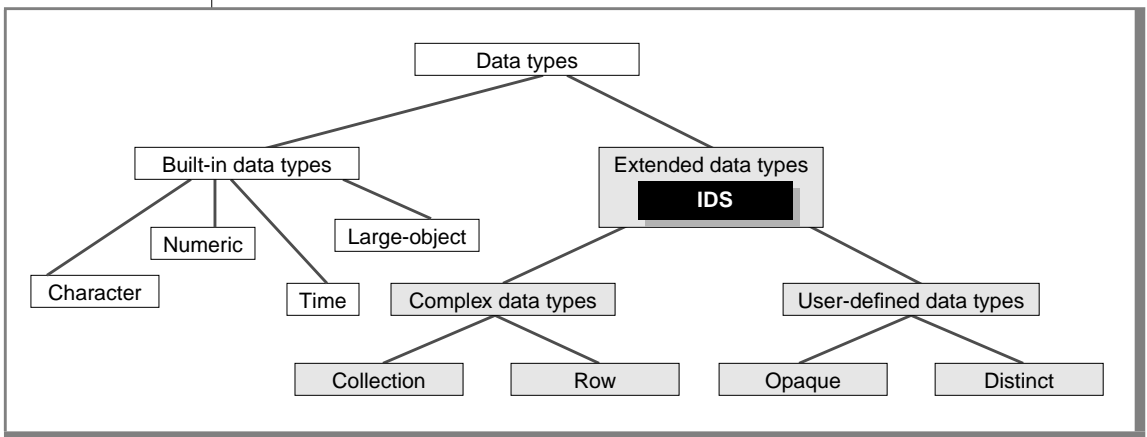 Data types
Built-in data types
Extended data types
IDS
Numeric
Large-object
Character
Time
Complex data types
User-defined data types
Collection
Row
Opaque
Distinct